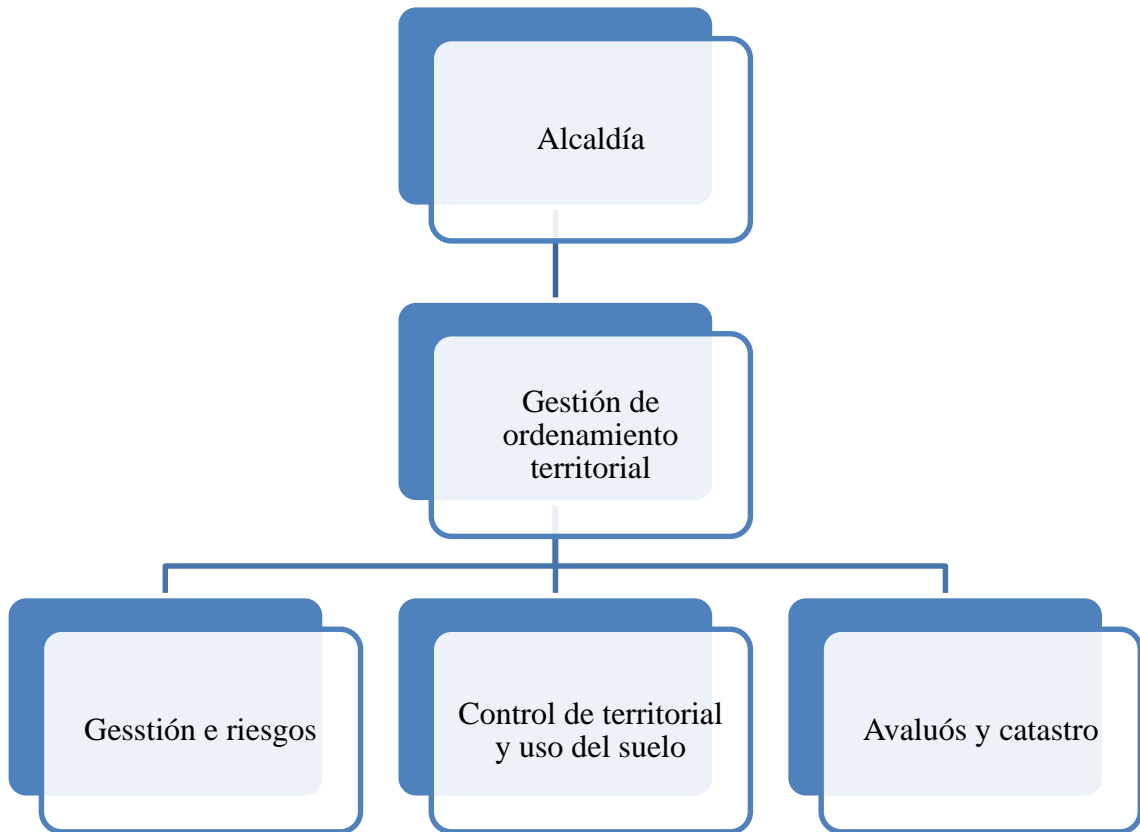 Alcaldía
Gestión de
ordenamiento
territorial
Gesstión e riesgos
Control de territorial
y uso del suelo
Avaluós y catastro